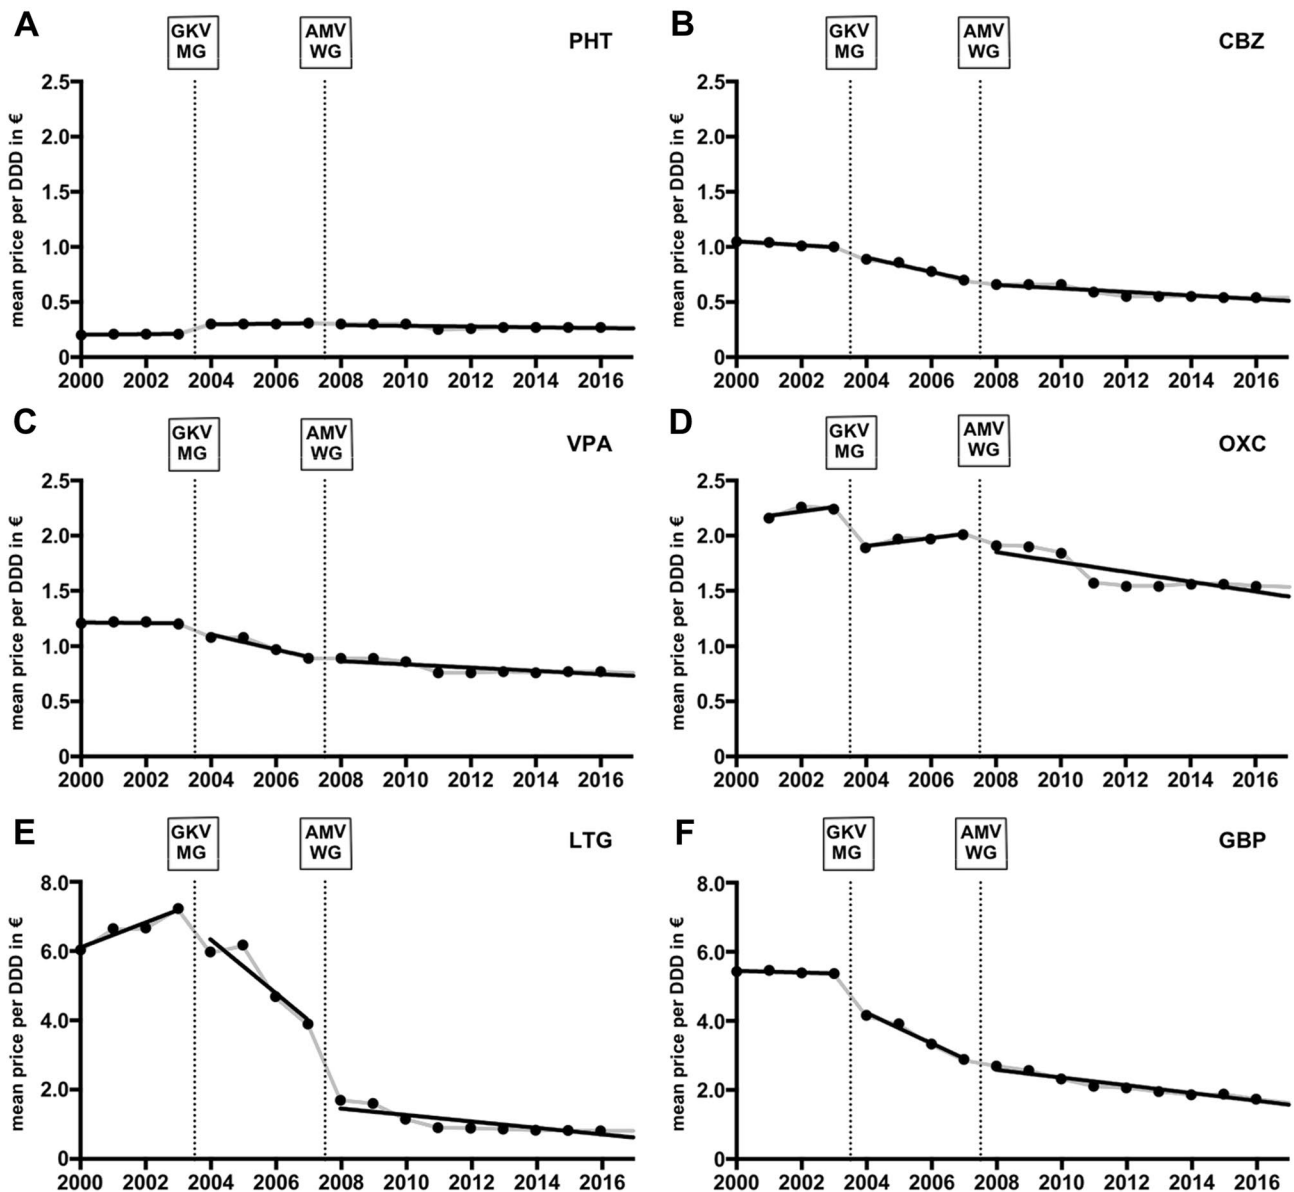 A
GKV
MG
AMV
WG
PHT
mean price per DDD in €
2.5
2.0
1.5
1.0
0.5
0
2000 2002 2004 2006 2008 2010 2012 2014 2016
B
GKV
MG
AMV
WG
CBZ
mean price per DDD in €
2.5
2.0
1.5
1.0
0.5
0
2000 2002 2004 2006 2008 2010 2012 2014 2016
C
GKV
MG
AMV
WG
VPA
mean price per DDD in €
2.5
2.0
1.5
1.0
0.5
0
2000 2002 2004 2006 2008 2010 2012 2014 2016
D
GKV
MG
AMV
WG
OXC
mean price per DDD in €
2.5
2.0
1.5
1.0
0.5
0
2000 2002 2004 2006 2008 2010 2012 2014 2016
E
GKV
MG
AMV
WG
LTG
mean price per DDD in €
8.0
6.0
4.0
2.0
0
2000 2002 2004 2006 2008 2010 2012 2014 2016
F
GKV
MG
AMV
WG
GBP
mean price per DDD in €
8.0
6.0
4.0
2.0
0
2000 2002 2004 2006 2008 2010 2012 2014 2016